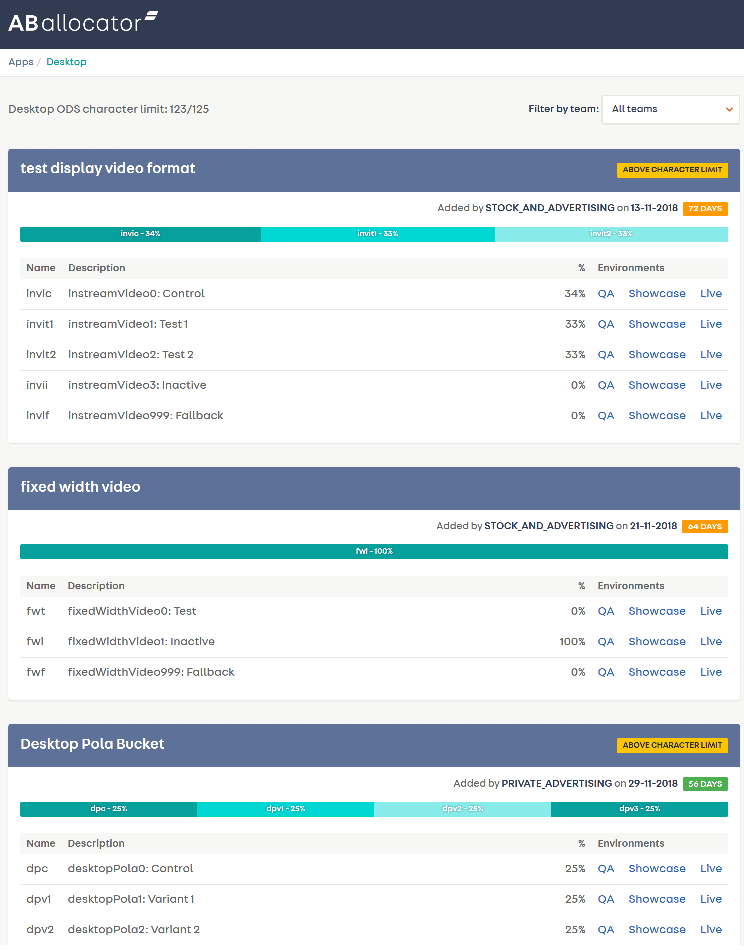 ABallocator
Apps / Desktop
Desktop ODS character limit: 123/125 Filter by team: All teams
test display video format ABOVE CHARACTER LIMIT
Added by STOCK_AND_ADVERTISING on 13-11-2018 72 DAYS
invic - 34% invit1 - 33% invit2 - 33%
Name Description % Environments
invic instreamVideo0: Control 34% QA Showcase Live
invit1 instreamVideo1: Test 1 33% QA Showcase Live
invit2 instreamVideo2: Test 2 33% QA Showcase Live
invii instreamVideo3: Inactive 0% QA Showcase Live
invif instreamVideo999: Fallback 0% QA Showcase Live
fixed width video
Added by STOCK_AND_ADVERTISING on 21-11-2018 64 DAYS
fwi - 100%
Name Description % Environments
fwt fixedWidthVideo0: Test 0% QA Showcase Live
fwi fixedWidthVideo1: Inactive 100% QA Showcase Live
fwf fixedWidthVideo999: Fallback 0% QA Showcase Live
Desktop Pola Bucket ABOVE CHARACTER LIMIT
Added by PRIVATE_ADVERTISING on 29-11-2018 56 DAYS
dpc - 25% dpv1 - 25% dpv2 - 25% dpv3 - 25%
Name Description % Environments
dpc desktopPola0: Control 25% QA Showcase Live
dpv1 desktopPola1: Variant 1 25% QA Showcase Live
dpv2 desktopPola2: Variant 2 25% QA Showcase Live